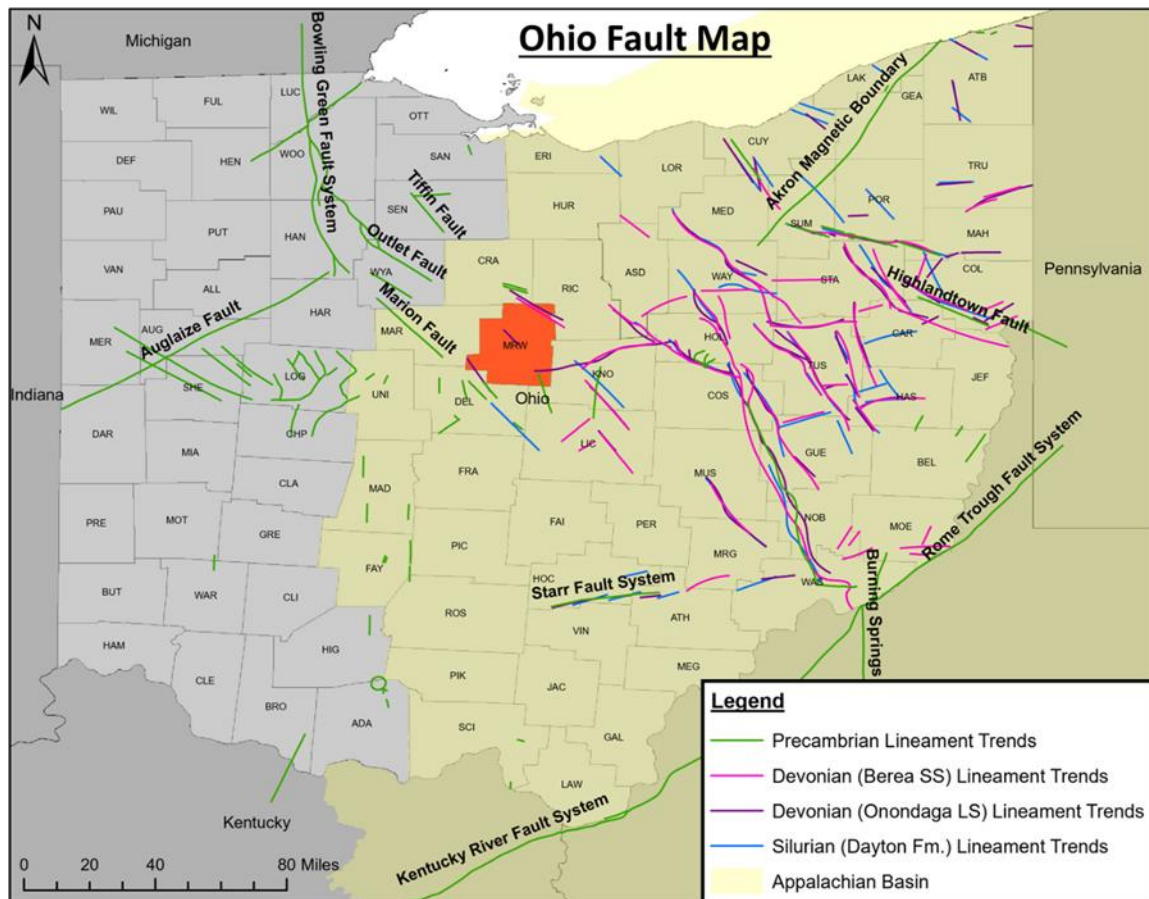 Ohio Fault Map
N
Michigan
Bowling Green Fault System
WIL
FUL
LUC
OTT
LAK
ATB
GEA
Akron Magnetic Boundary
DEF
HEN
WOO
SAN
ERI
LOR
CUY
TRU
PAU
SEN
Tiffin Fault
HUR
MED
SUM
POR
PUT
HAN
Outlet Fault
MAH
VAN
ALL
WYA
CRA
RIC
ASD
WAY
STA
COL
Pennsylvania
Highlandtown Fault
HAR
MAR
Marion Fault
MER
AUG
Auglaize Fault
MRW
HOL
CAR
TUS
JEF
Indiana
SHE
LOG
UNI
DEL
Ohio
KNO
COS
HAS
DAR
CHP
LIC
GUE
BEL
MIA
CLA
MAD
FRA
MUS
Rome Trough Fault System
PRE
MOT
GRE
FAI
PER
NOB
MOE
PIC
MRG
FAY
HOC
Starr Fault System
WAS
Burning Springs
BUT
WAR
CLI
ROS
VIN
ATH
HAM
HIG
MEG
CLE
PIK
JAC
BRO
ADA
SCI
GAL
LAW
Kentucky
Kentucky River Fault System
0 20 40 80 Miles
Legend
Precambrian Lineament Trends
Devonian (Berea SS) Lineament Trends
Devonian (Onondaga LS) Lineament Trends
Silurian (Dayton Fm.) Lineament Trends
Appalachian Basin